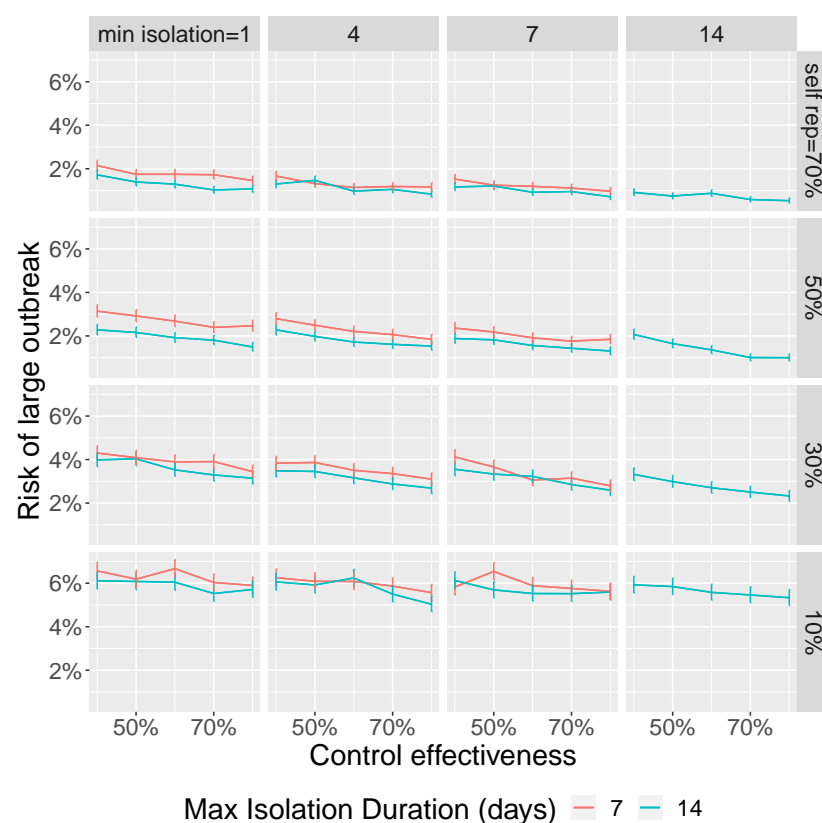 min isolation=1 4 7 14
6%
4%
2%
self rep=70%
6%
4%
2%
50%
6%
4%
2%
30%
6%
4%
2%
10%
Risk of large outbreak
50% 70% 50% 70% 50% 70% 50% 70%
Control effectiveness
Max Isolation Duration (days) 7 14